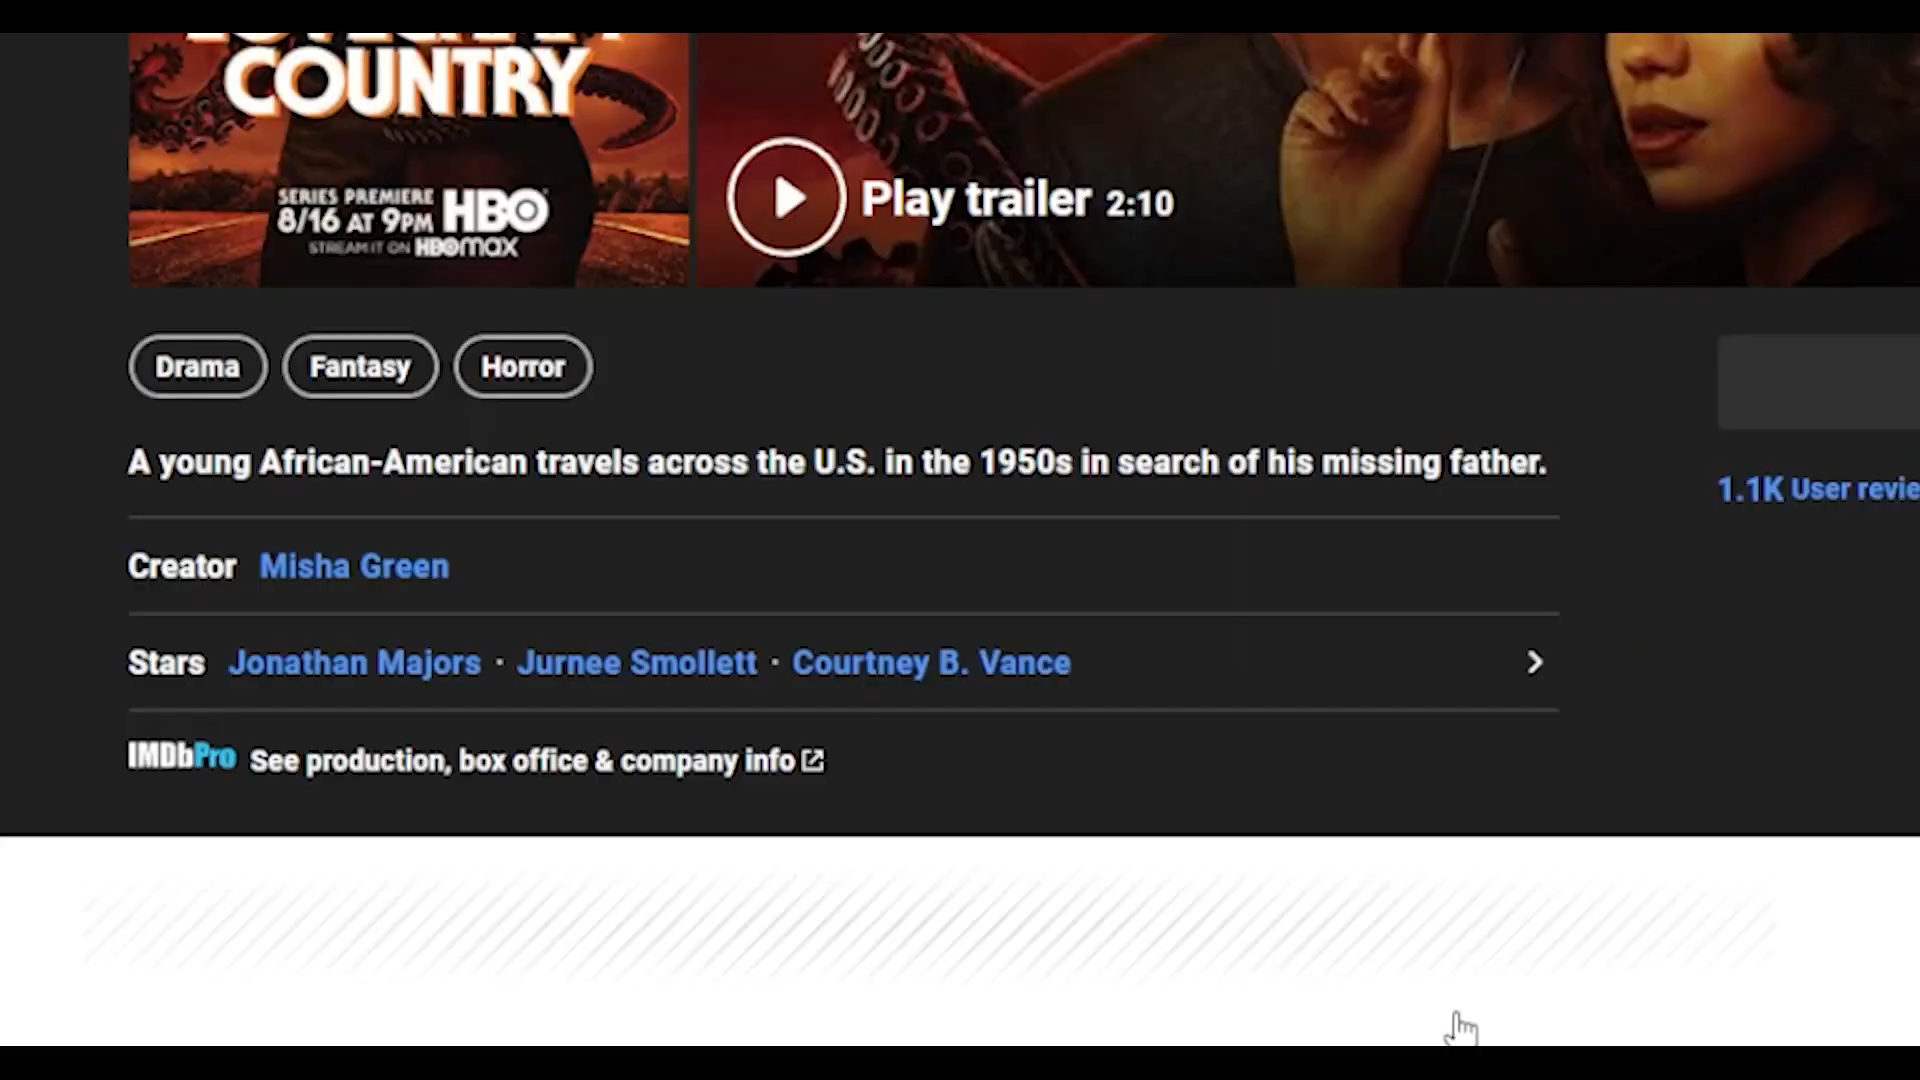 COUNTRY
SERIES PREMIERE
8/16 AT 9PM HBO
STREAM IT ON HBOMAX
Play trailer 2:10
Drama Fantasy Horror
A young African-American travels across the U.S. in the 1950s in search of his missing father.
1.1K User revie
Creator Misha Green
Stars Jonathan Majors · Jurnee Smollett · Courtney B. Vance
IMDbPro See production, box office & company info